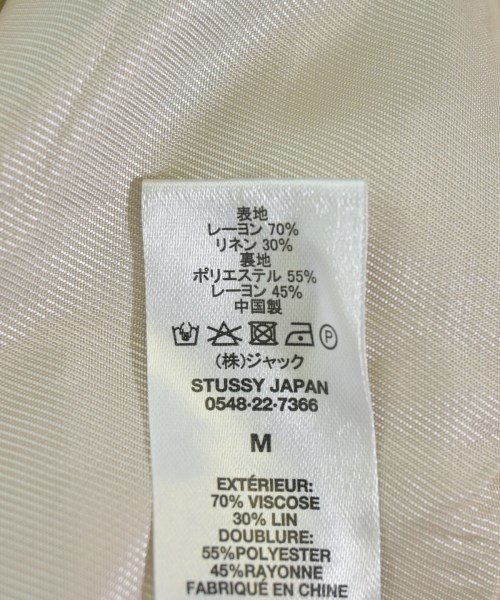 表地
レーヨン 70%
リネン 30%
裏地
ポリエステル 55%
レーヨン 45%
中国製
P
(株)ジャック
STUSSY JAPAN
0548-22-7366
M
EXTÉRIEUR:
70% VISCOSE
30% LIN
DOUBLURE:
55%POLYESTER
45%RAYONNE
FABRIQUÉ EN CHINE